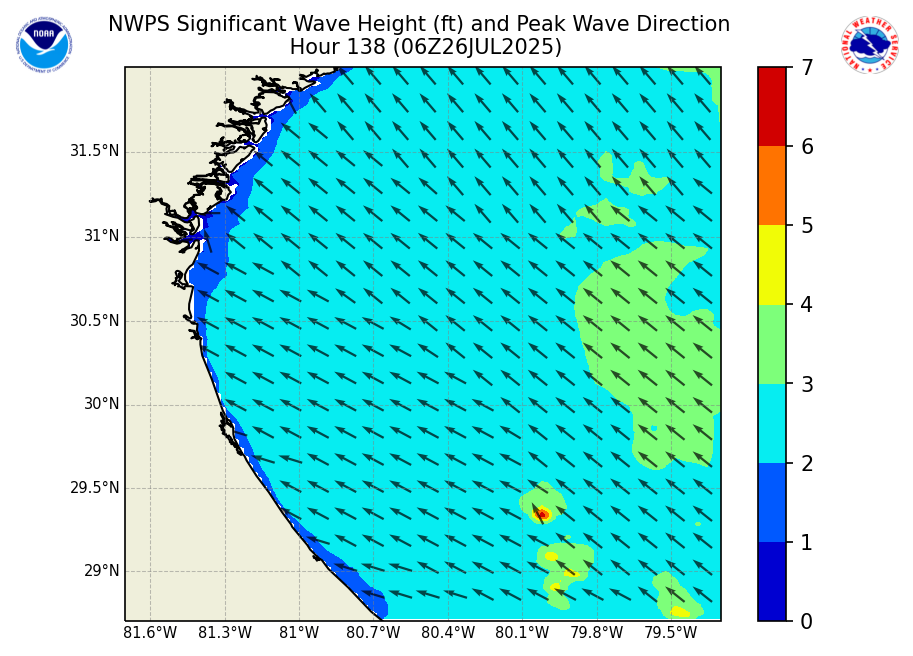 NWPS Significant Wave Height (ft) and Peak Wave Direction
Hour 138 (06Z26JUL2025)
NOAA
NATIONAL WEATHER SERVICE
7
6
5
4
3
2
1
0
31.5°N
31°N
30.5°N
30°N
29.5°N
29°N
81.6°W 81.3°W 81°W 80.7°W 80.4°W 80.1°W 79.8°W 79.5°W